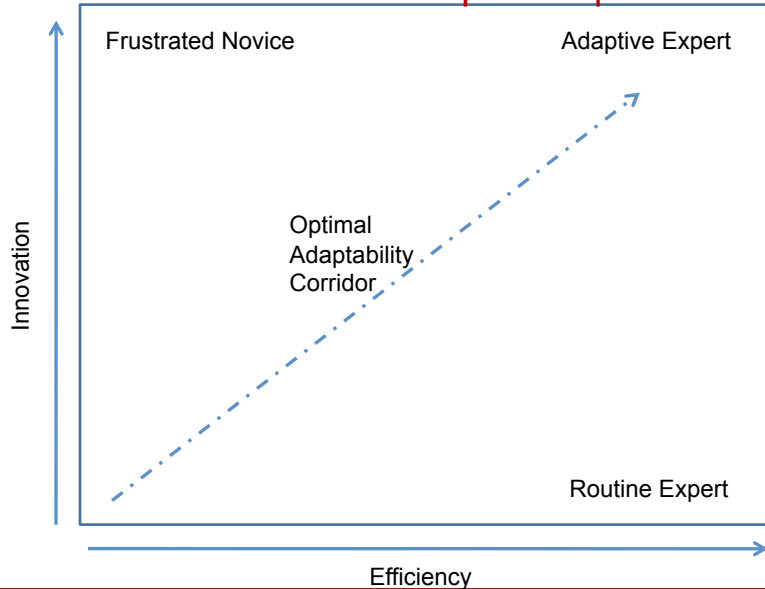 Frustrated Novice
Adaptive Expert
Optimal
Adaptability
Corridor
Innovation
Routine Expert
Efficiency